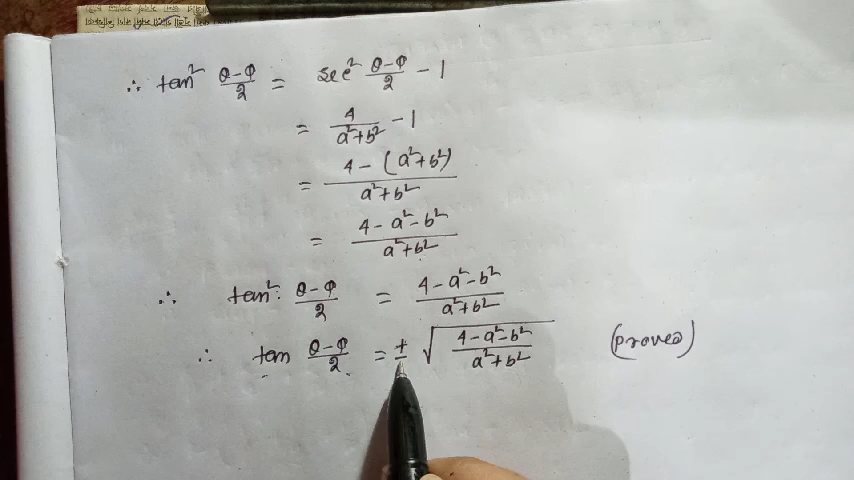 ∴ tan² (θ-φ)/2 = sec² (θ-φ)/2 - 1
= 4/(a²+b²) - 1
= (4 - (a²+b²))/(a²+b²)
= (4 - a² - b²)/(a²+b²)
∴ tan² (θ-φ)/2 = (4-a²-b²)/(a²+b²)
∴ tan (θ-φ)/2 = ± √((4-a²-b²)/(a²+b²)) (proved)